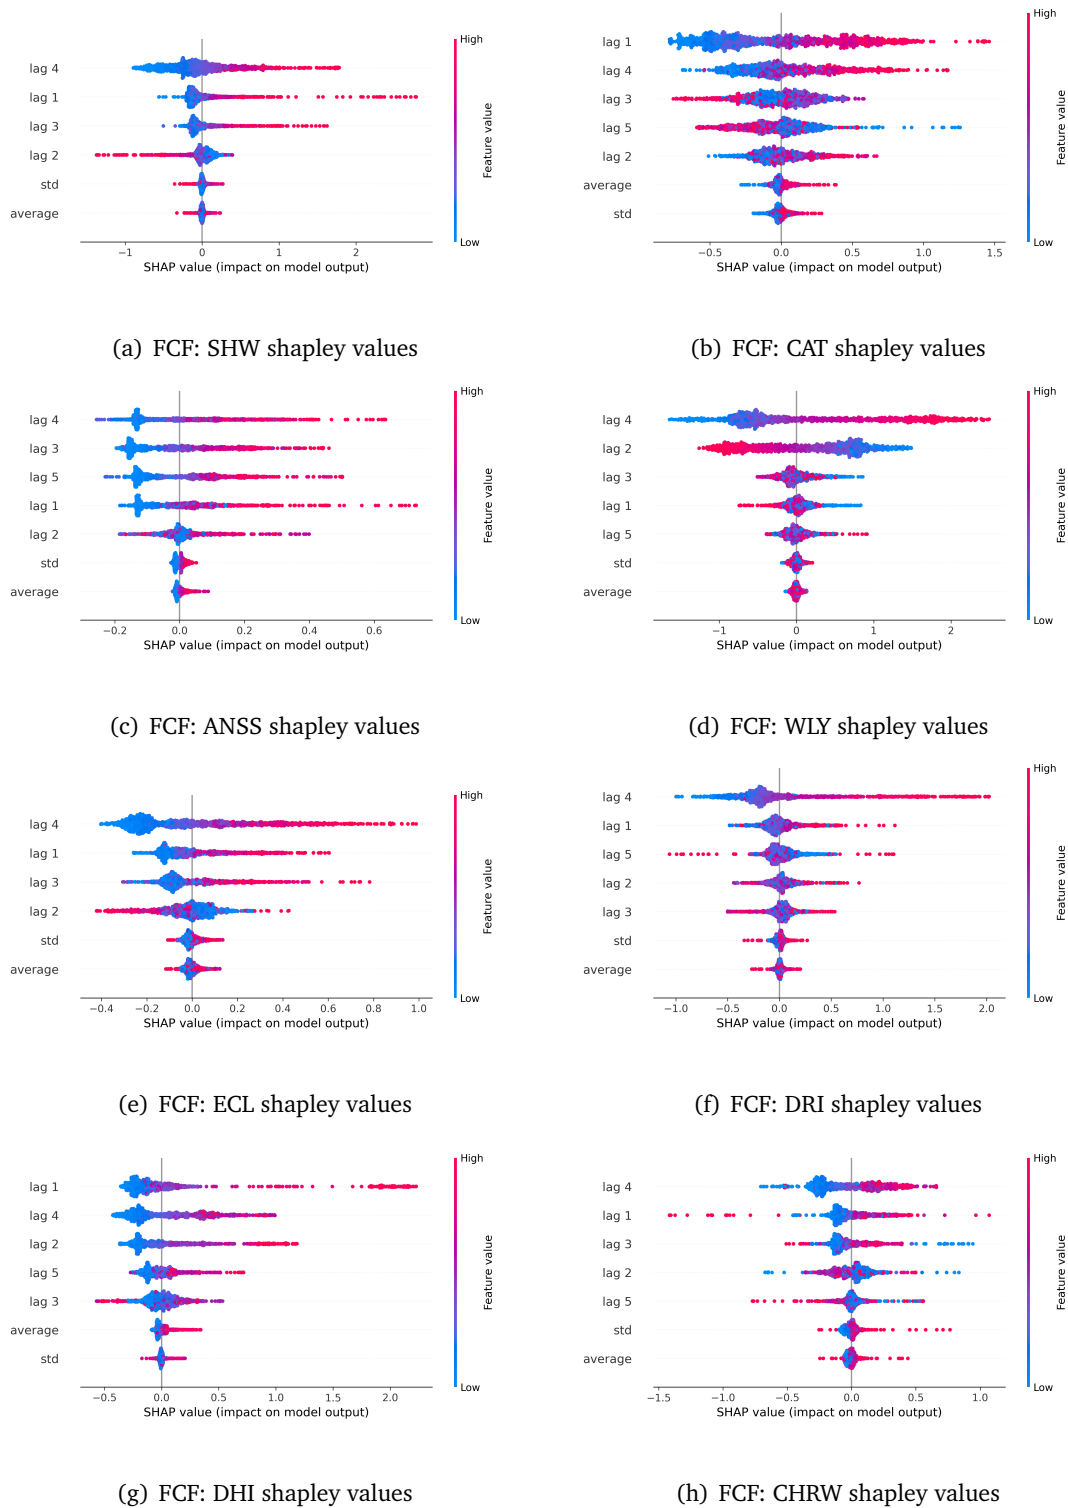 High
lag 4
lag 1
lag 3
lag 2
std
average
Feature value
Low
−1 0 1 2
SHAP value (impact on model output)
(a) FCF: SHW shapley values
High
lag 1
lag 4
lag 3
lag 5
lag 2
average
std
Feature value
Low
−0.5 0.0 0.5 1.0 1.5
SHAP value (impact on model output)
(b) FCF: CAT shapley values
High
lag 4
lag 3
lag 5
lag 1
lag 2
std
average
Feature value
Low
−0.2 0.0 0.2 0.4 0.6
SHAP value (impact on model output)
(c) FCF: ANSS shapley values
High
lag 4
lag 2
lag 3
lag 1
lag 5
std
average
Feature value
Low
−1 0 1 2
SHAP value (impact on model output)
(d) FCF: WLY shapley values
High
lag 4
lag 1
lag 3
lag 2
std
average
Feature value
Low
−0.4 −0.2 0.0 0.2 0.4 0.6 0.8 1.0
SHAP value (impact on model output)
(e) FCF: ECL shapley values
High
lag 4
lag 1
lag 5
lag 2
lag 3
std
average
Feature value
Low
−1.0 −0.5 0.0 0.5 1.0 1.5 2.0
SHAP value (impact on model output)
(f) FCF: DRI shapley values
High
lag 1
lag 4
lag 2
lag 5
lag 3
average
std
Feature value
Low
−0.5 0.0 0.5 1.0 1.5 2.0
SHAP value (impact on model output)
(g) FCF: DHI shapley values
High
lag 4
lag 1
lag 3
lag 2
lag 5
std
average
Feature value
Low
−1.5 −1.0 −0.5 0.0 0.5 1.0
SHAP value (impact on model output)
(h) FCF: CHRW shapley values